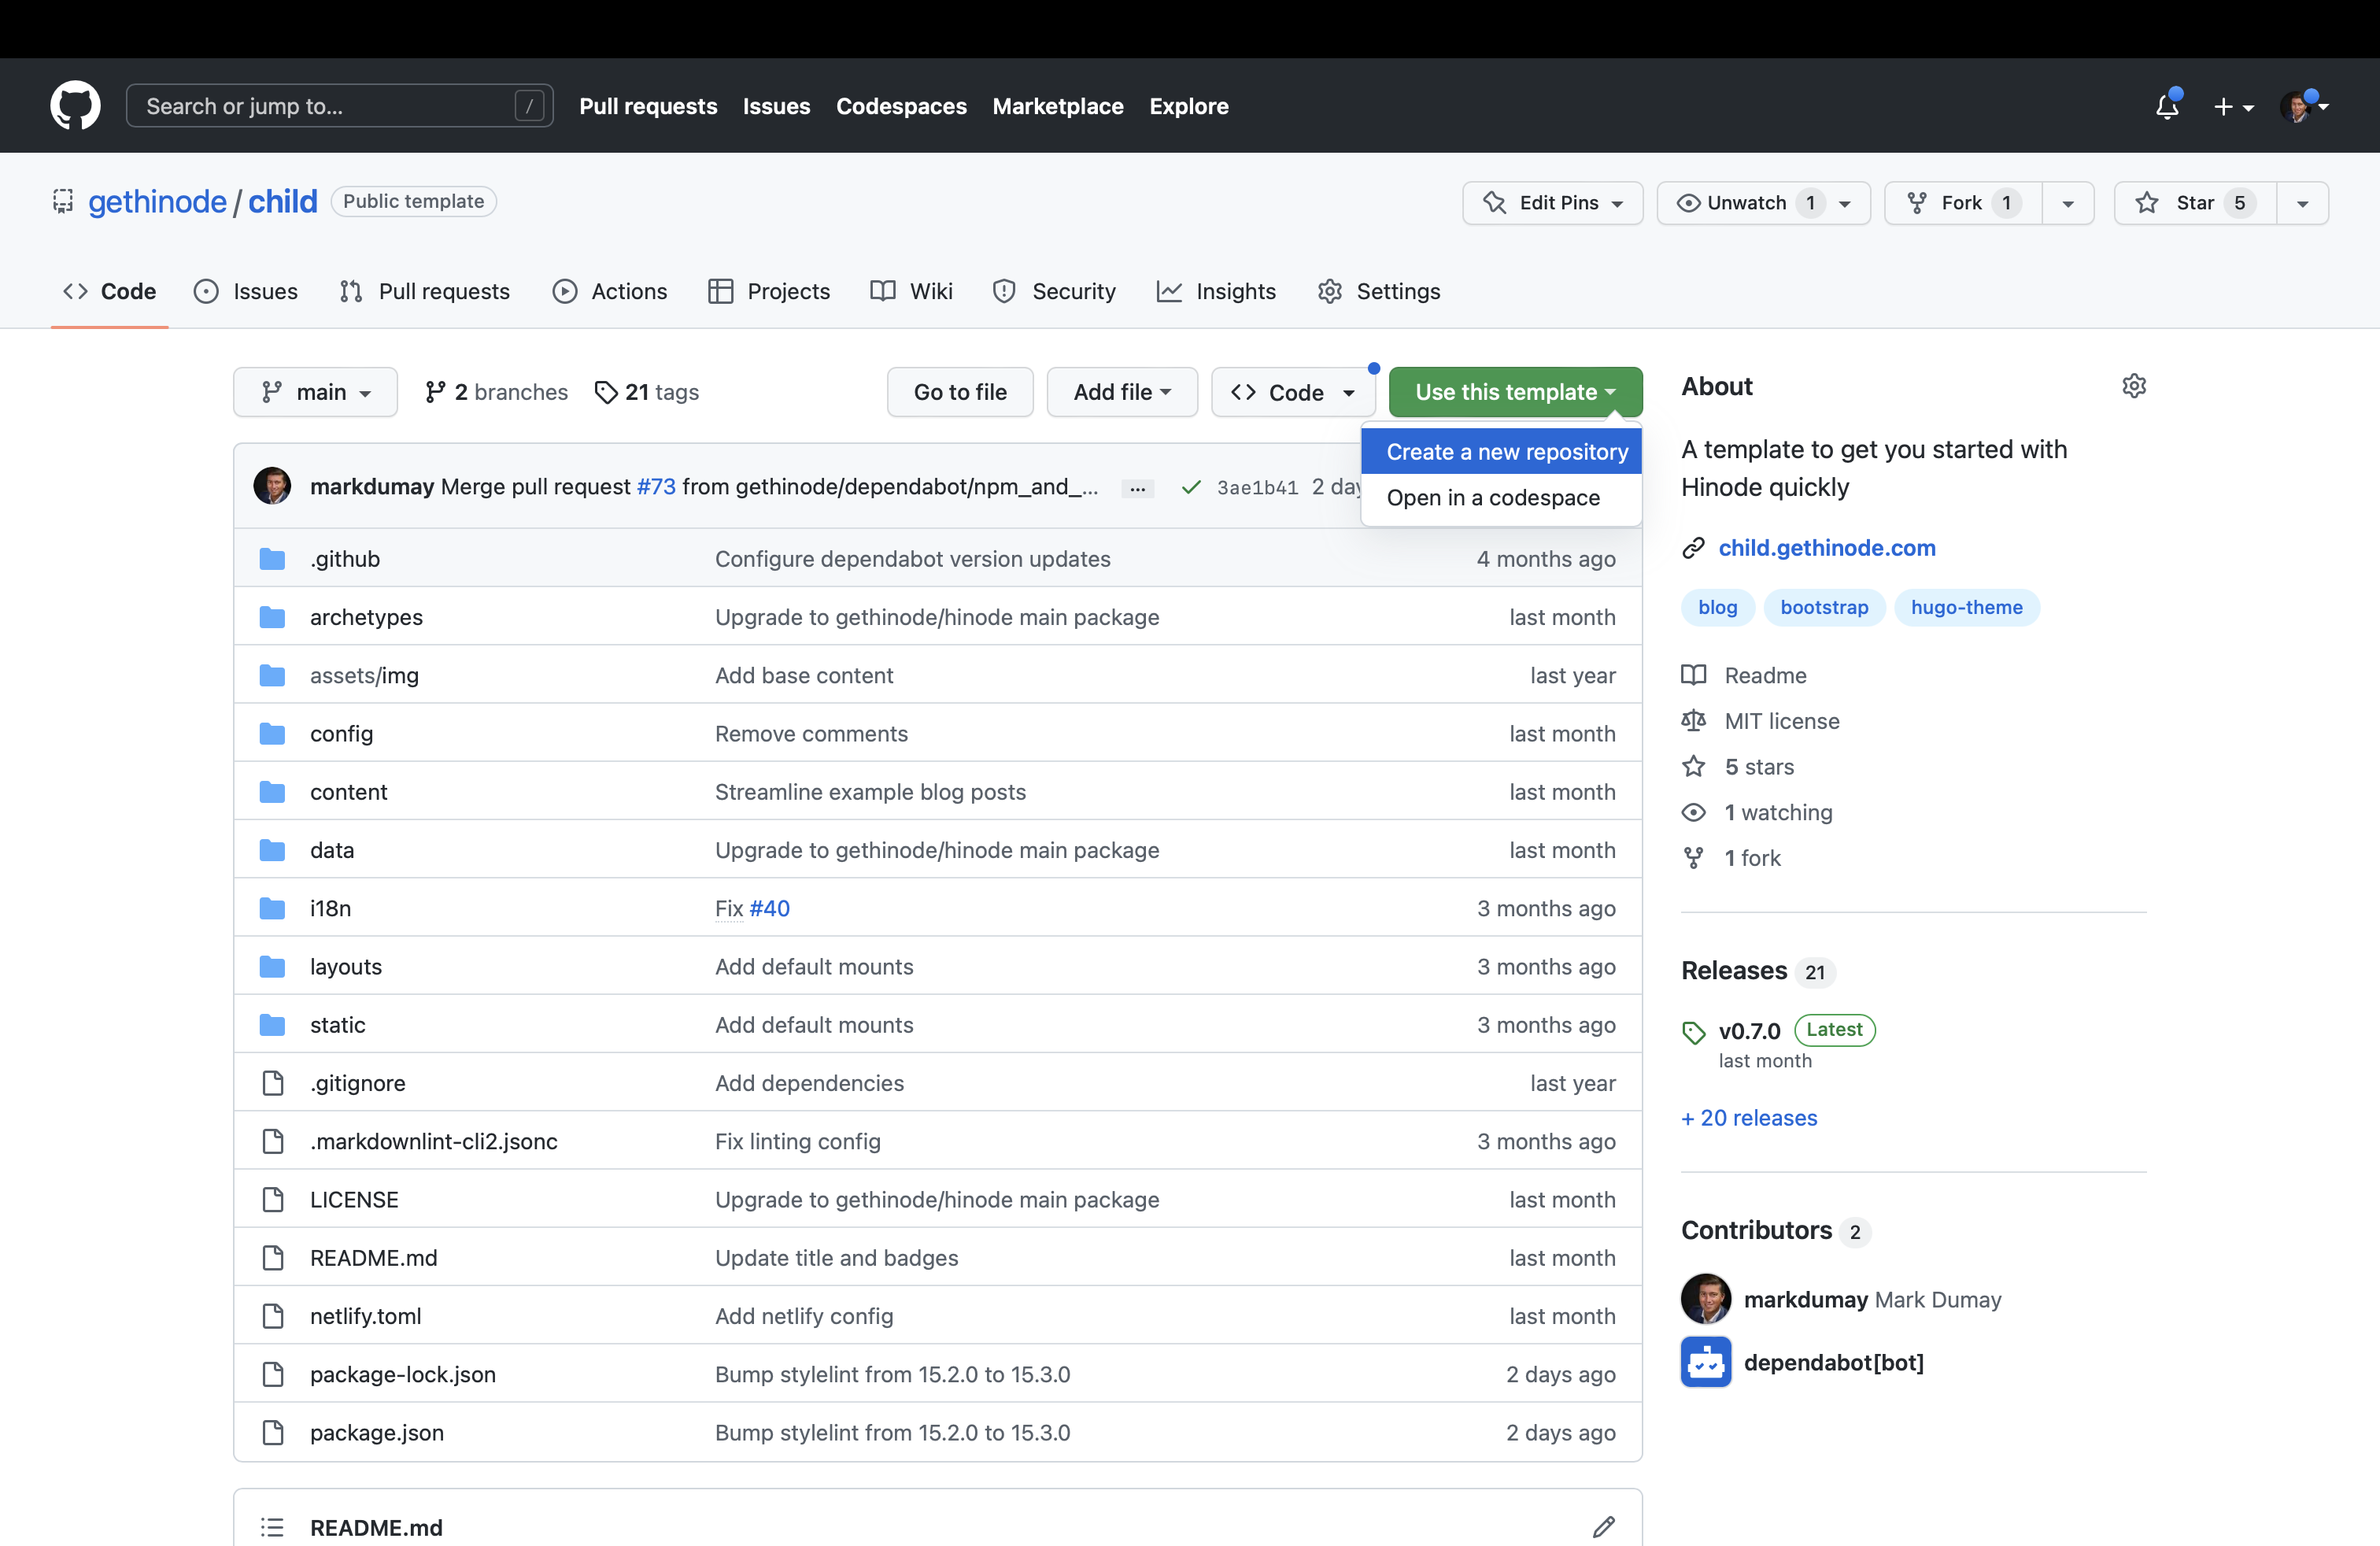 Search or jump to... /
Pull requests Issues Codespaces Marketplace Explore
gethinode / child Public template
Edit Pins Unwatch 1 Fork 1 Star 5
Code Issues Pull requests Actions Projects Wiki Security Insights Settings
main 2 branches 21 tags Go to file Add file Code Use this template
Create a new repository
Open in a codespace
markdumay Merge pull request #73 from gethinode/dependabot/npm_and_... ... 3ae1b41 2 day
.github Configure dependabot version updates 4 months ago
archetypes Upgrade to gethinode/hinode main package last month
assets/img Add base content last year
config Remove comments last month
content Streamline example blog posts last month
data Upgrade to gethinode/hinode main package last month
i18n Fix #40 3 months ago
layouts Add default mounts 3 months ago
static Add default mounts 3 months ago
.gitignore Add dependencies last year
.markdownlint-cli2.jsonc Fix linting config 3 months ago
LICENSE Upgrade to gethinode/hinode main package last month
README.md Update title and badges last month
netlify.toml Add netlify config last month
package-lock.json Bump stylelint from 15.2.0 to 15.3.0 2 days ago
package.json Bump stylelint from 15.2.0 to 15.3.0 2 days ago
README.md
About
A template to get you started with
Hinode quickly
child.gethinode.com
blog bootstrap hugo-theme
Readme
MIT license
5 stars
1 watching
1 fork
Releases 21
v0.7.0 Latest
last month
+ 20 releases
Contributors 2
markdumay Mark Dumay
dependabot[bot]